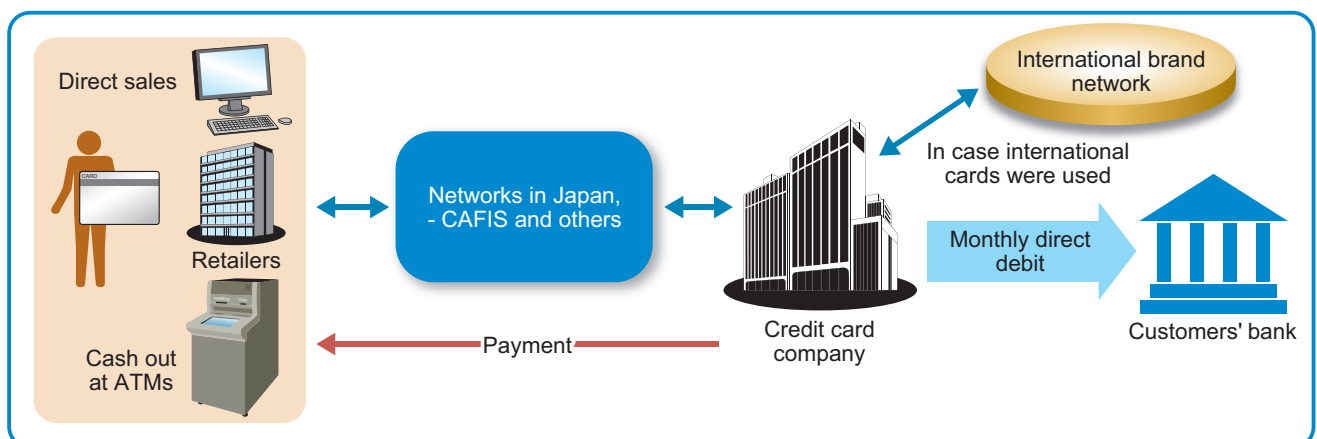 Direct sales
CARD
Retailers
Cash out
at ATMs
Networks in Japan,
- CAFIS and others
Payment
Credit card
company
International brand
network
In case international
cards were used
Monthly direct
debit
Customers' bank